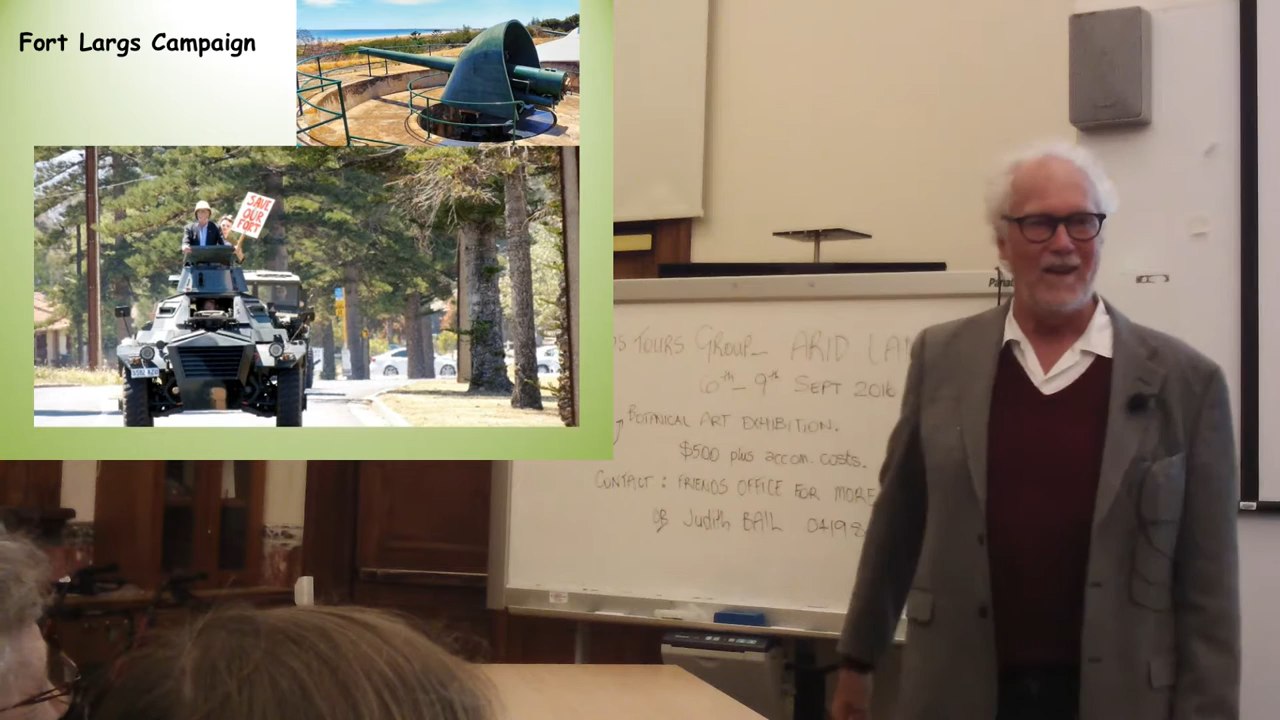 Fort Largs Campaign
SAVE
OUR
FORT
TOURS GROUP - ARID
6th - 9th SEPT 2016
BOTANICAL ART EXHIBITION.
$500 plus accom. costs.
CONTACT : FRIENDS OFFICE FOR MORE
OR Judith